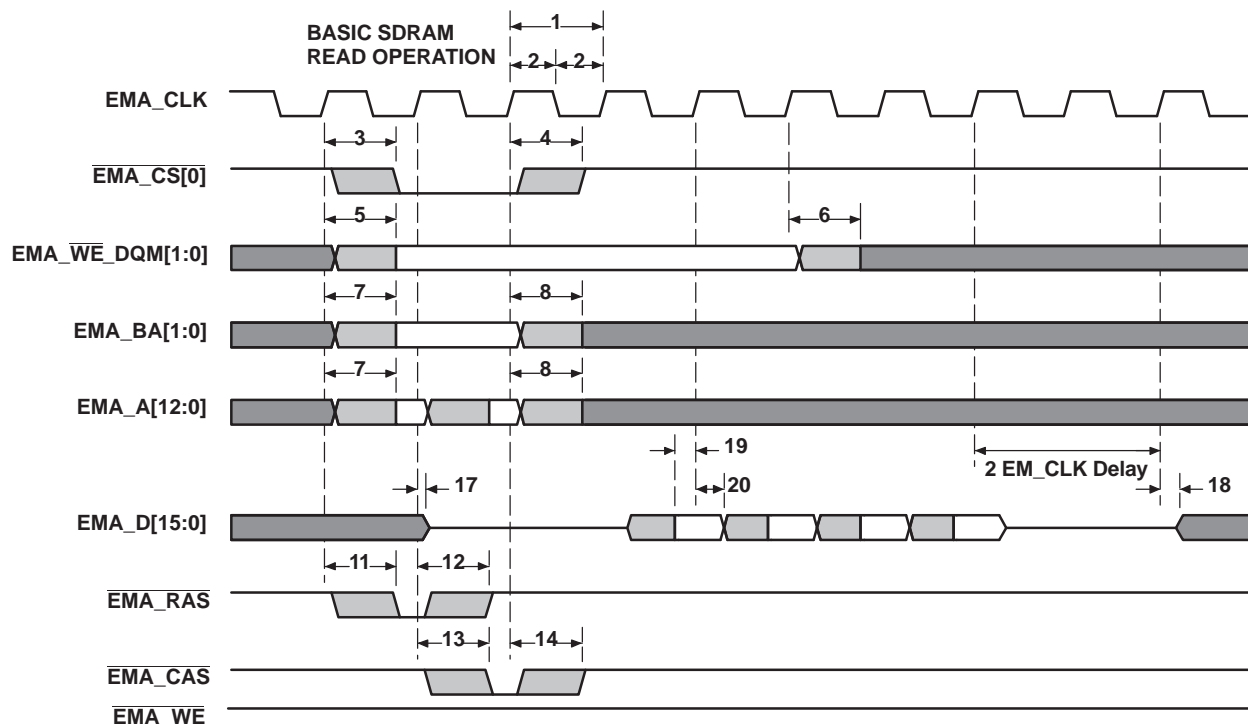 BASIC SDRAM
READ OPERATION
1
2 2
EMA_CLK
3 4
EMA_CS[0]
5 6
EMA_WE_DQM[1:0]
7 8
EMA_BA[1:0]
7 8
EMA_A[12:0]
19
2 EM_CLK Delay
17 20 18
EMA_D[15:0]
11 12
EMA_RAS
13 14
EMA_CAS
EMA_WE